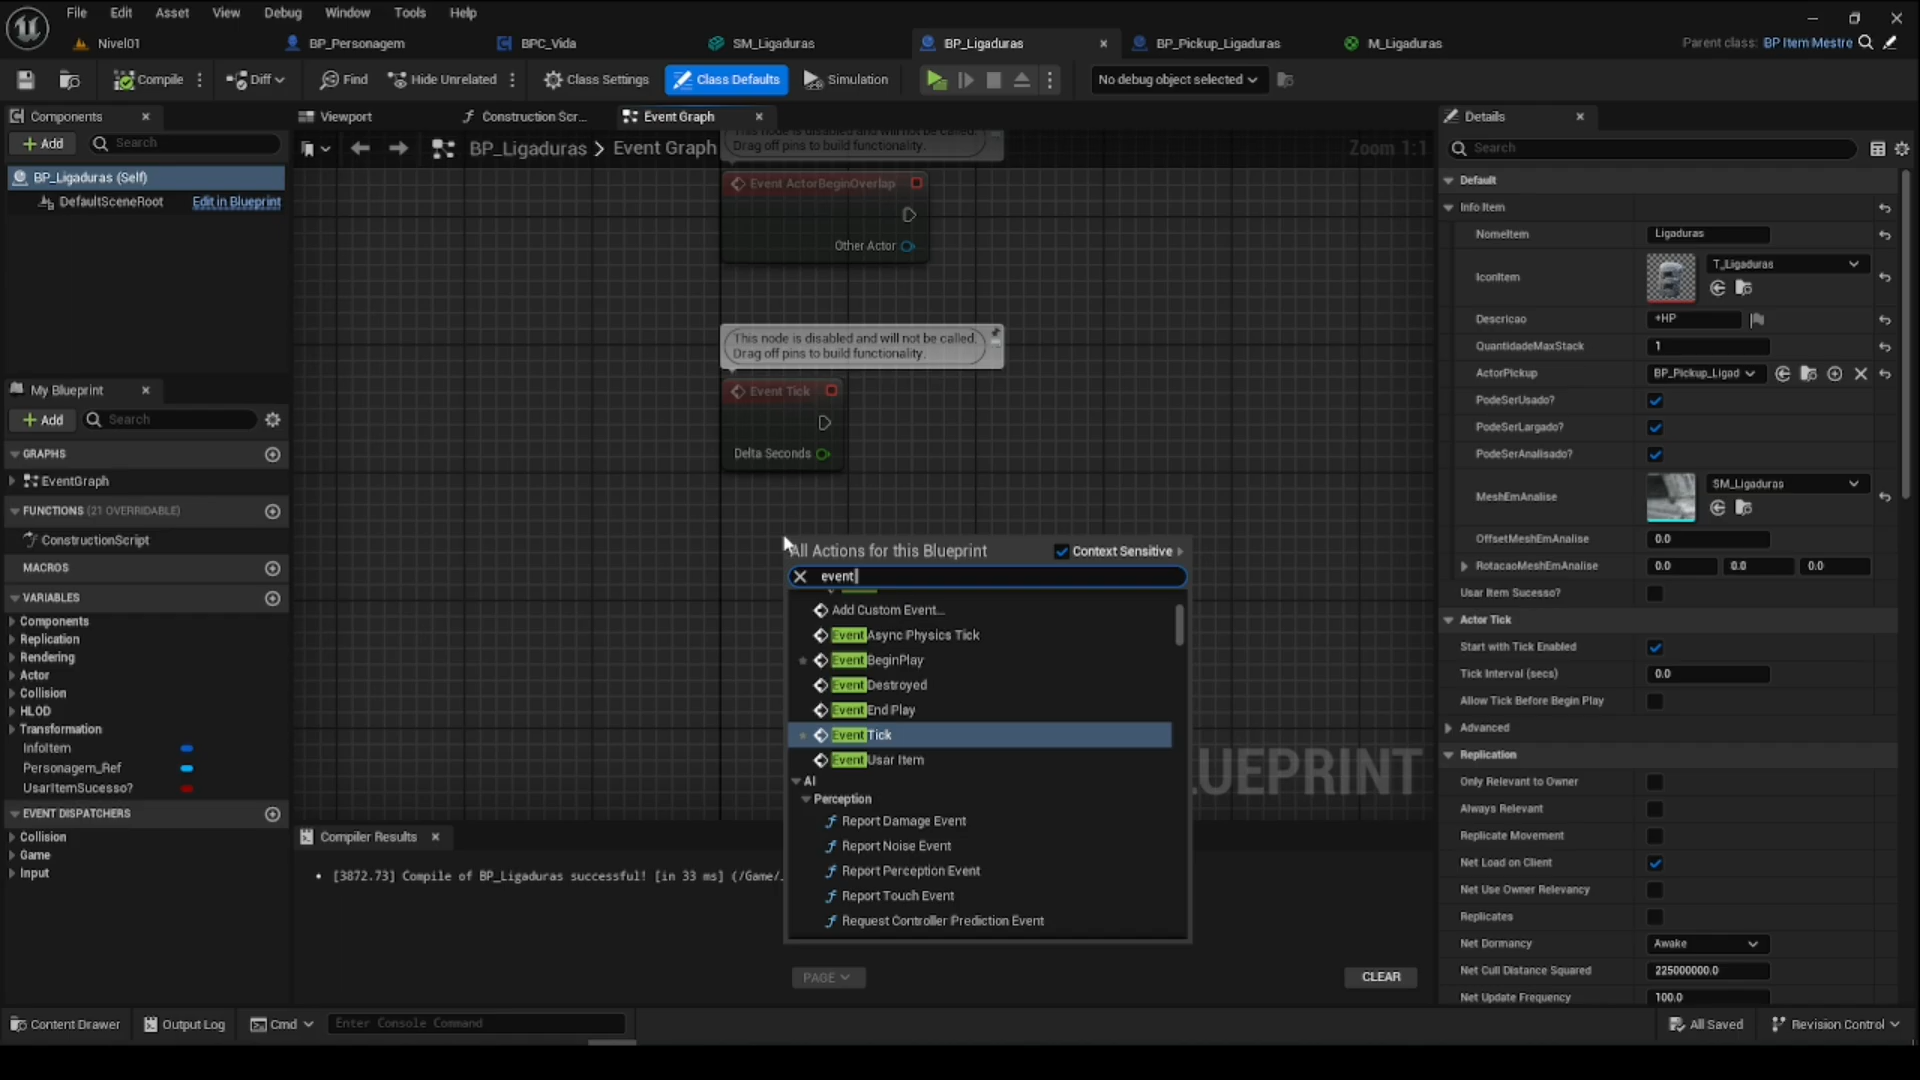 File Edit Asset View Debug Window Tools Help
Nivel01 BP_Personagem BPC_Vida SM_Ligaduras BP_Ligaduras BP_Pickup_Ligaduras M_Ligaduras Parent class: BP Item Mestre
Compile Diff Find Hide Unrelated Class Settings Class Defaults Simulation No debug object selected
Components Viewport Construction Scr... Event Graph Details
Add Search BP_Ligaduras > Event Graph Zoom 1:1 Search
BP_Ligaduras (Self)
DefaultSceneRoot Edit in Blueprint
My Blueprint
Add Search
GRAPHS
EventGraph
FUNCTIONS (21 OVERRIDABLE)
ConstructionScript
MACROS
VARIABLES
Components
Replication
Rendering
Actor
Collision
HLOD
Transformation
InfoItem
Personagem_Ref
UsarItemSucesso?
EVENT DISPATCHERS
Collision
Game
Input
This node is disabled and will not be called.
Drag off pins to build functionality.
Event ActorBeginOverlap
Other Actor
This node is disabled and will not be called.
Drag off pins to build functionality.
Event Tick
Delta Seconds
All Actions for this Blueprint Context Sensitive
event
Add Custom Event...
Event Async Physics Tick
Event BeginPlay
Event Destroyed
Event End Play
Event Tick
Event Usar Item
AI
Perception
Report Damage Event
Report Noise Event
Report Perception Event
Report Touch Event
Request Controller Prediction Event
LUEPRINT
Compiler Results
[3872.73] Compile of BP_Ligaduras successful! [in 33 ms] (/Game/
PAGE CLEAR
Default
Info Item
NomeItem Ligaduras
IconItem T_Ligaduras
Descricao +HP
QuantidadeMaxStack 1
ActorPickup BP_Pickup_Ligad
PodeSerUsado?
PodeSerLargado?
PodeSerAnalisado?
MeshEmAnalise SM_Ligaduras
OffsetMeshEmAnalise 0.0
RotacaoMeshEmAnalise 0.0 0.0 0.0
Usar Item Sucesso?
Actor Tick
Start with Tick Enabled
Tick Interval (secs) 0.0
Allow Tick Before Begin Play
Advanced
Replication
Only Relevant to Owner
Always Relevant
Replicate Movement
Net Load on Client
Net Use Owner Relevancy
Replicates
Net Dormancy Awake
Net Cull Distance Squared 225000000.0
Net Update Frequency 100.0
Content Drawer Output Log Cmd Enter Console Command All Saved Revision Control